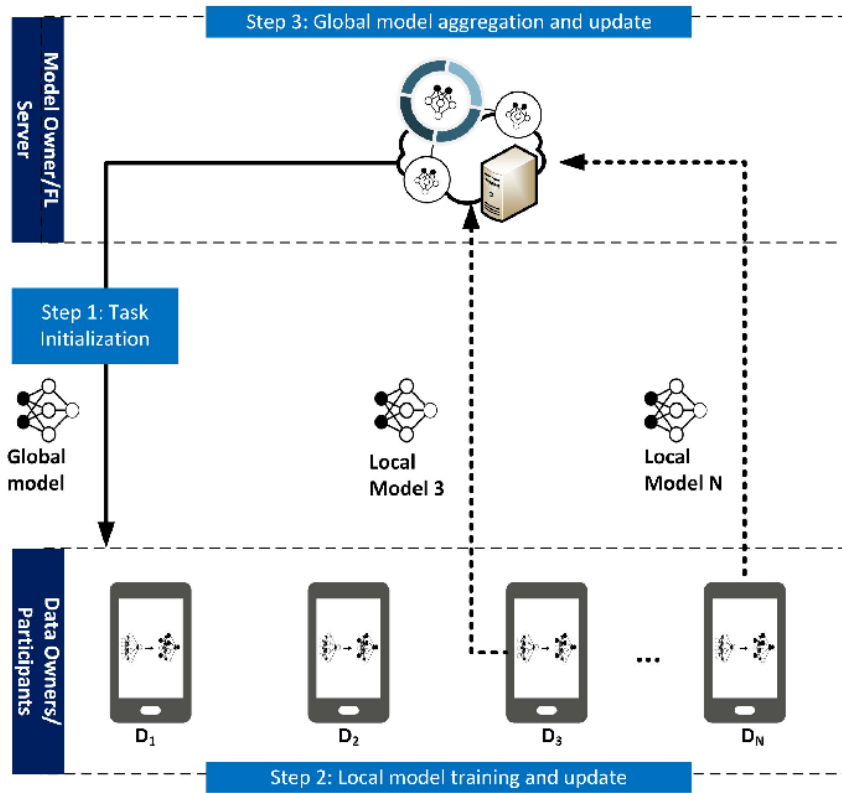 Step 3: Global model aggregation and update
Model Owner/FL
Server
Step 1: Task
Initialization
Global
model
Local
Model 3
Local
Model N
Data Owners/
Participants
D₁
D₂
D₃
...
D_N
Step 2: Local model training and update